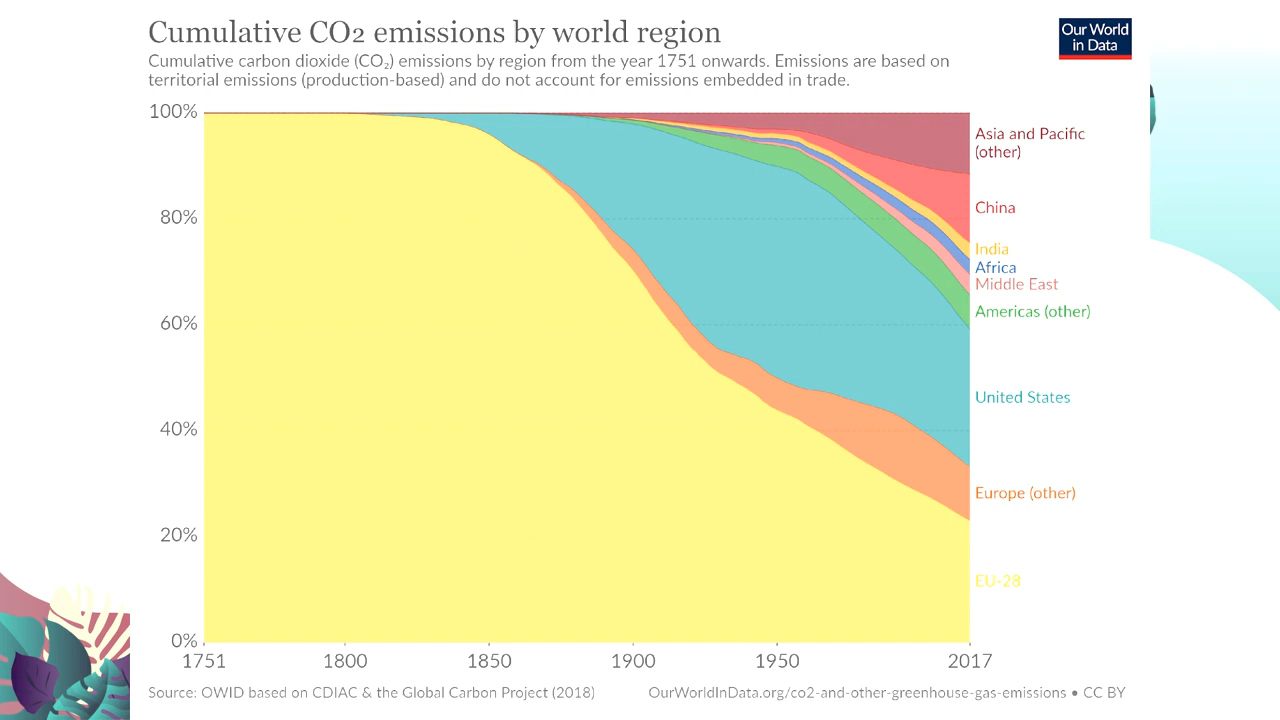 Cumulative CO2 emissions by world region
Our World
in Data
Cumulative carbon dioxide (CO₂) emissions by region from the year 1751 onwards. Emissions are based on
territorial emissions (production-based) and do not account for emissions embedded in trade.
100%
80%
60%
40%
20%
0%
Asia and Pacific
(other)
China
India
Africa
Middle East
Americas (other)
United States
Europe (other)
EU-28
1751
1800
1850
1900
1950
2017
Source: OWID based on CDIAC & the Global Carbon Project (2018)
OurWorldInData.org/co2-and-other-greenhouse-gas-emissions • CC BY